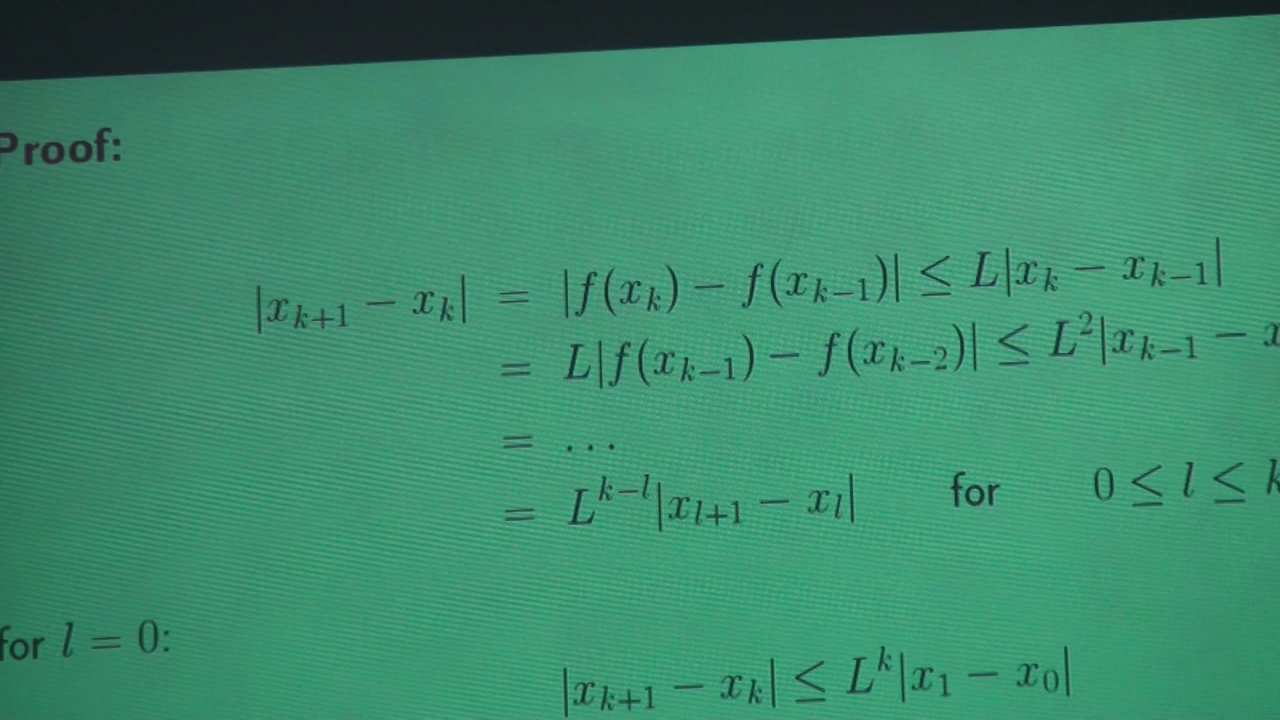 Proof:
|x_{k+1} − x_k| = |f(x_k) − f(x_{k−1})| ≤ L|x_k − x_{k−1}|
= L|f(x_{k−1}) − f(x_{k−2})| ≤ L^2|x_{k−1} −
= ...
= L^{k−l}|x_{l+1} − x_l| for 0 ≤ l ≤ k
for l = 0:
|x_{k+1} − x_k| ≤ L^k|x_1 − x_0|